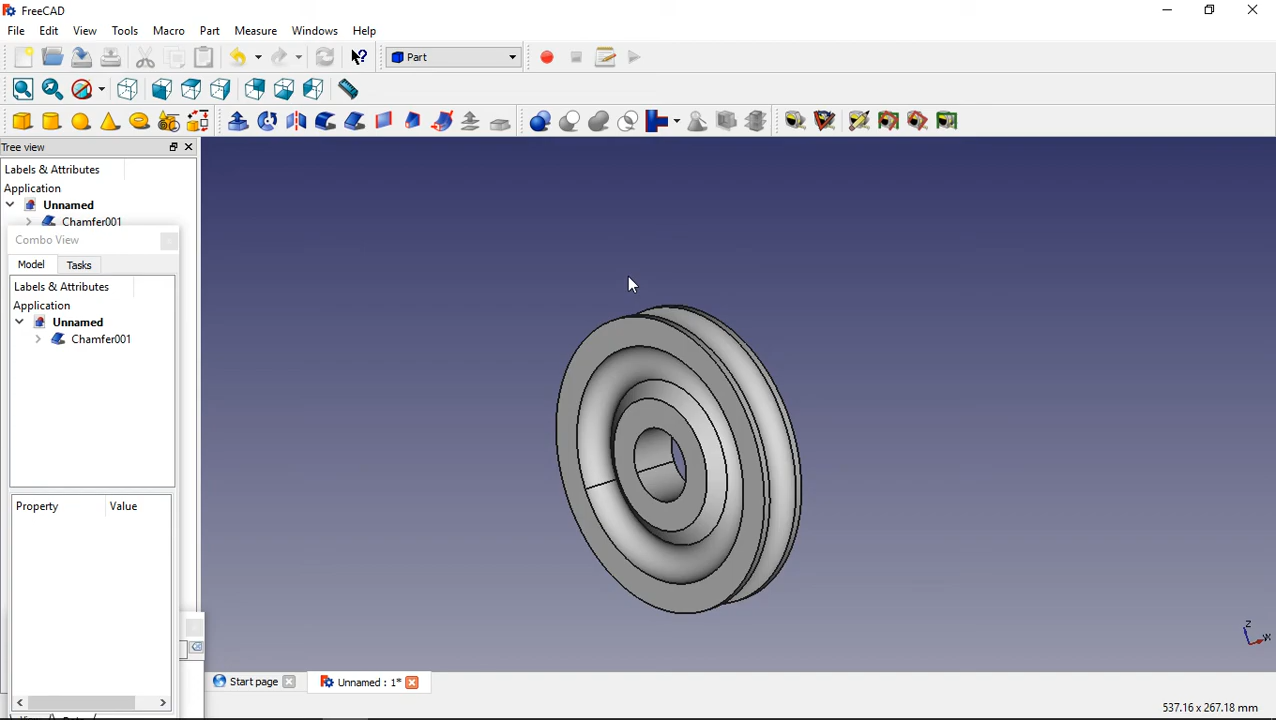 FreeCAD
File Edit View Tools Macro Part Measure Windows Help
Part
Tree view
Labels & Attributes
Application
Unnamed
Chamfer001
Combo View
Model Tasks
Labels & Attributes
Application
Unnamed
Chamfer001
Property Value
Z
X
Start page Unnamed : 1*
537.16 x 267.18 mm